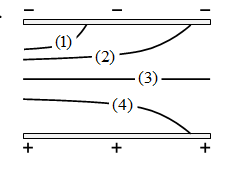 − − −
(1)
(2)
(3)
(4)
+ + +